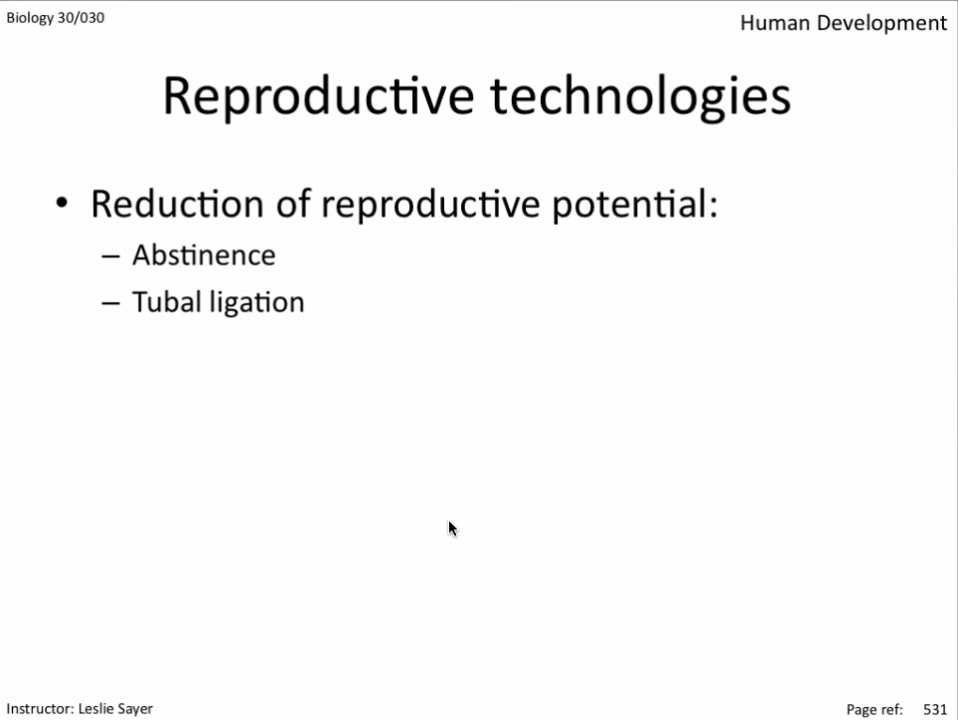 Biology 30/030
Human Development
Reproductive technologies
• Reduction of reproductive potential:
– Abstinence
– Tubal ligation
Instructor: Leslie Sayer
Page ref: 531